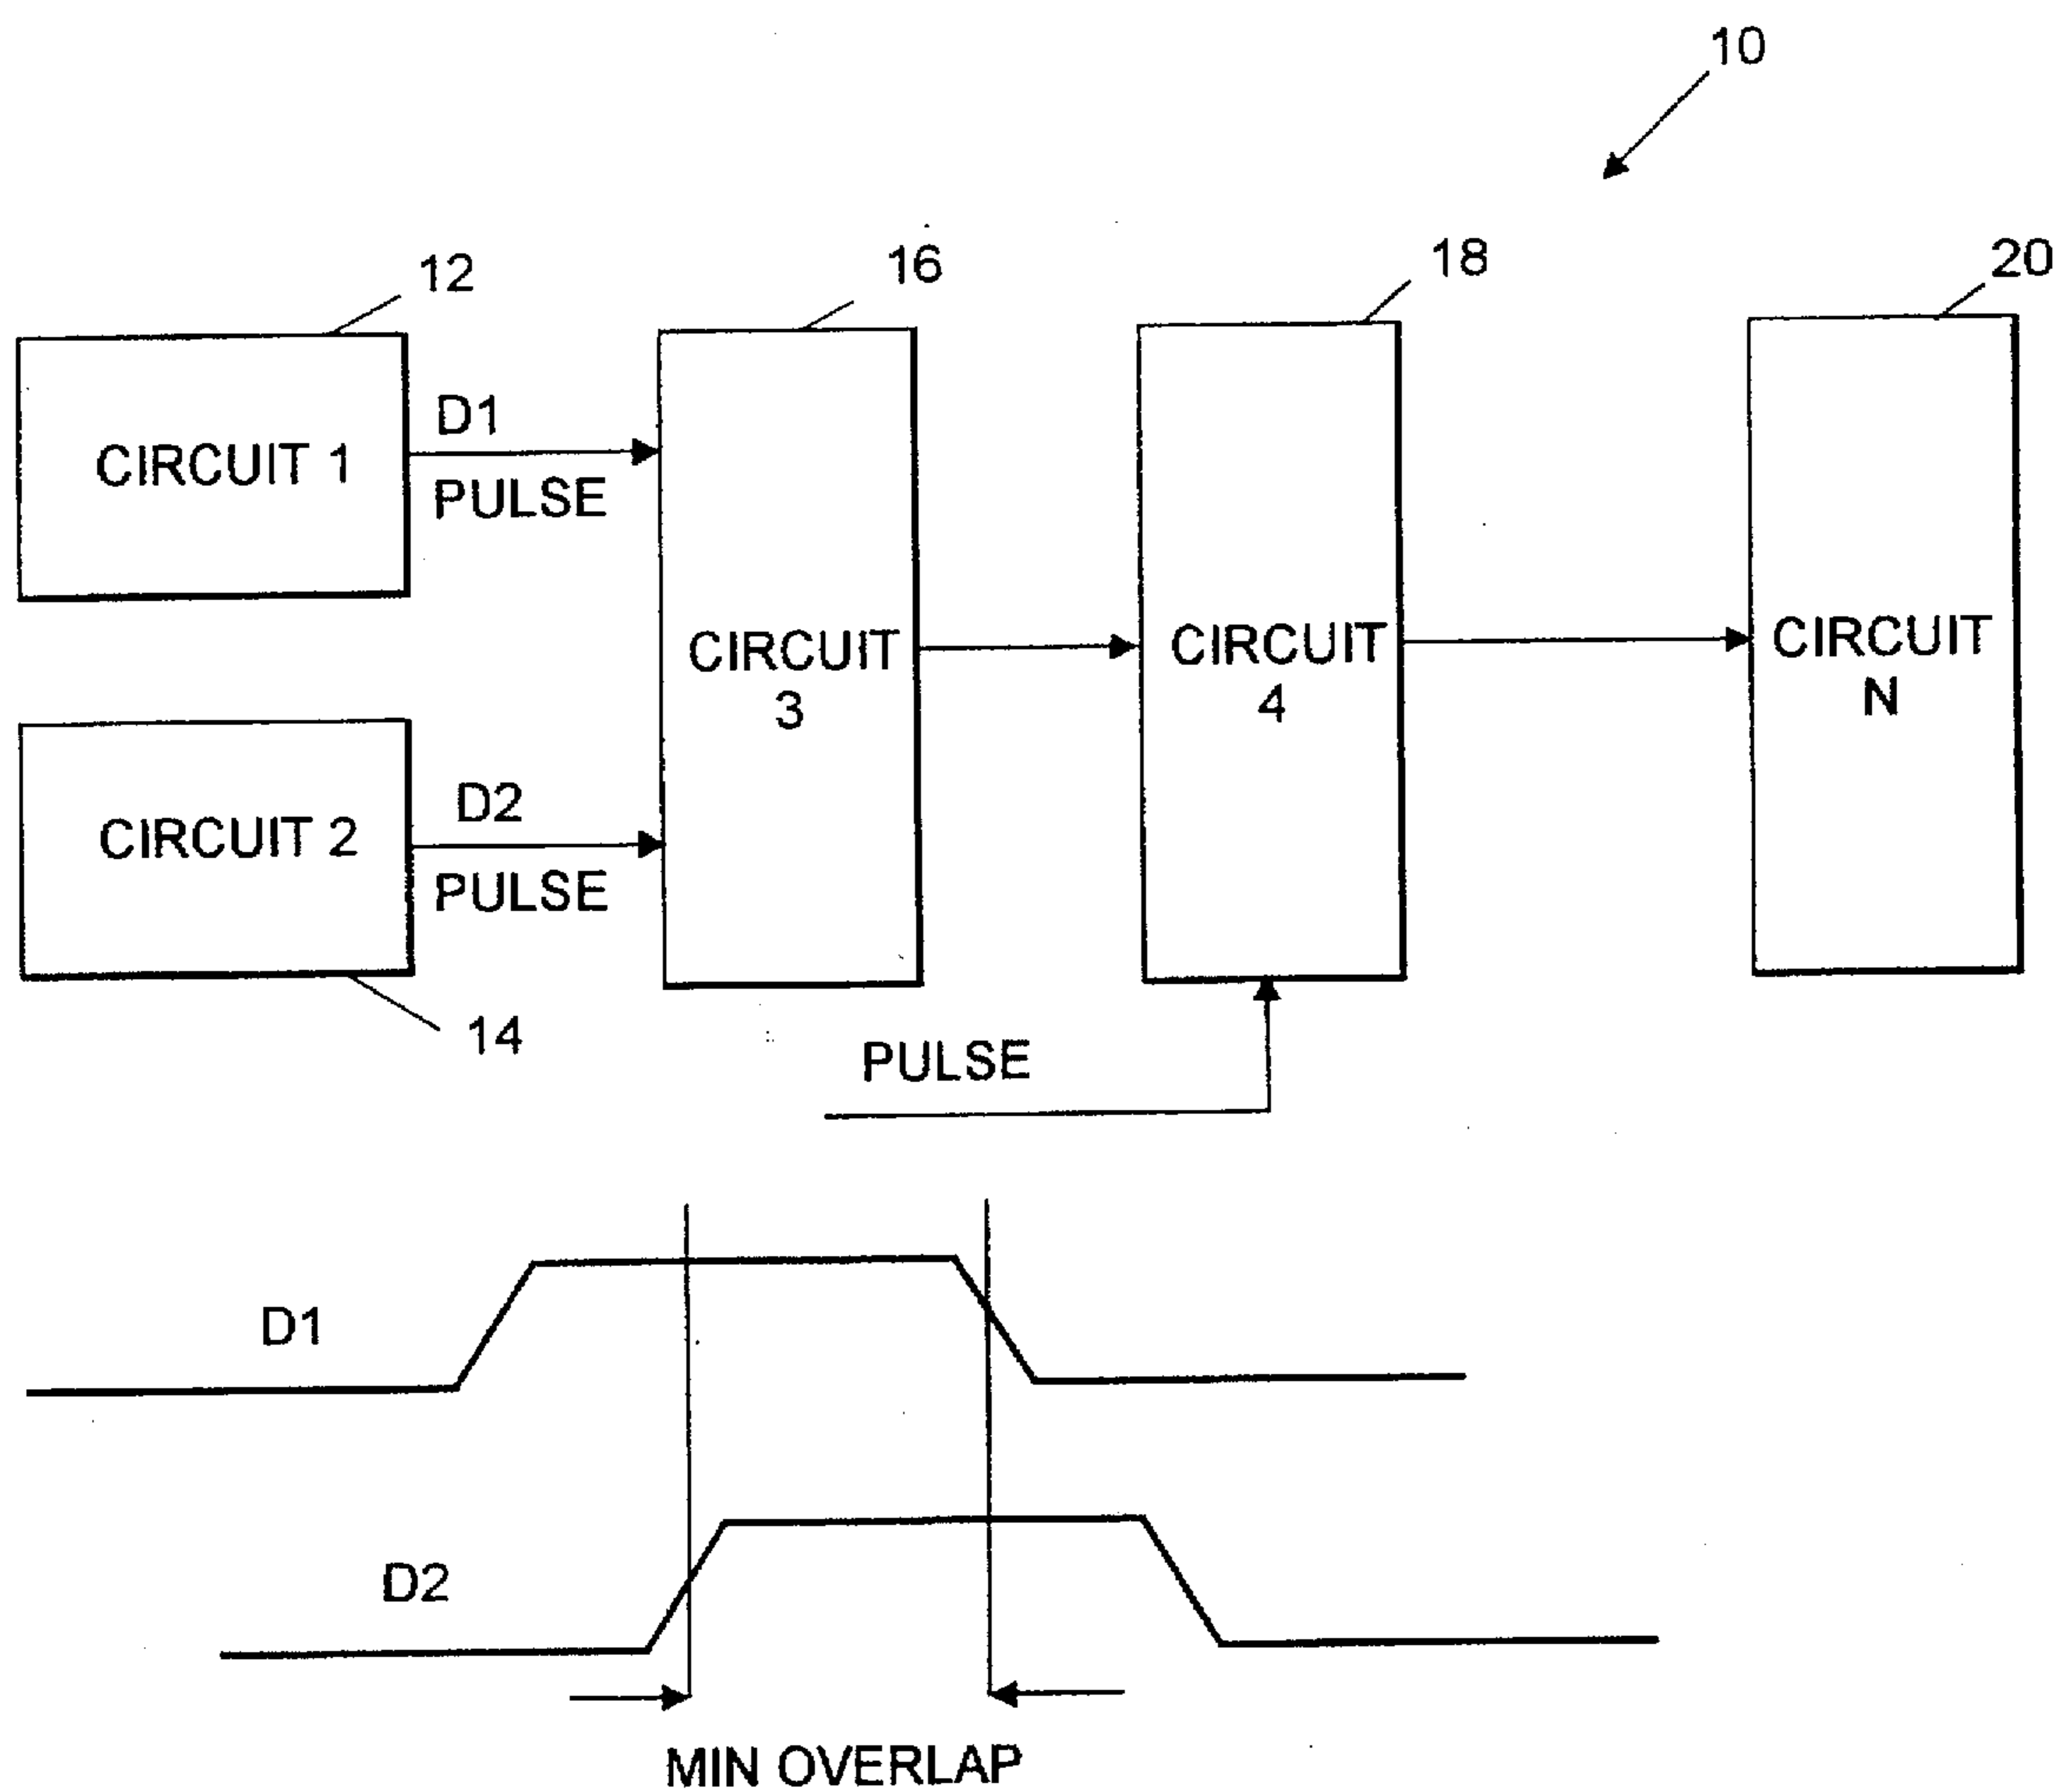 10
12
16
18
20
CIRCUIT 1
D1
PULSE
CIRCUIT
3
CIRCUIT
4
CIRCUIT
N
CIRCUIT 2
D2
PULSE
14
PULSE
D1
D2
MIN OVERLAP